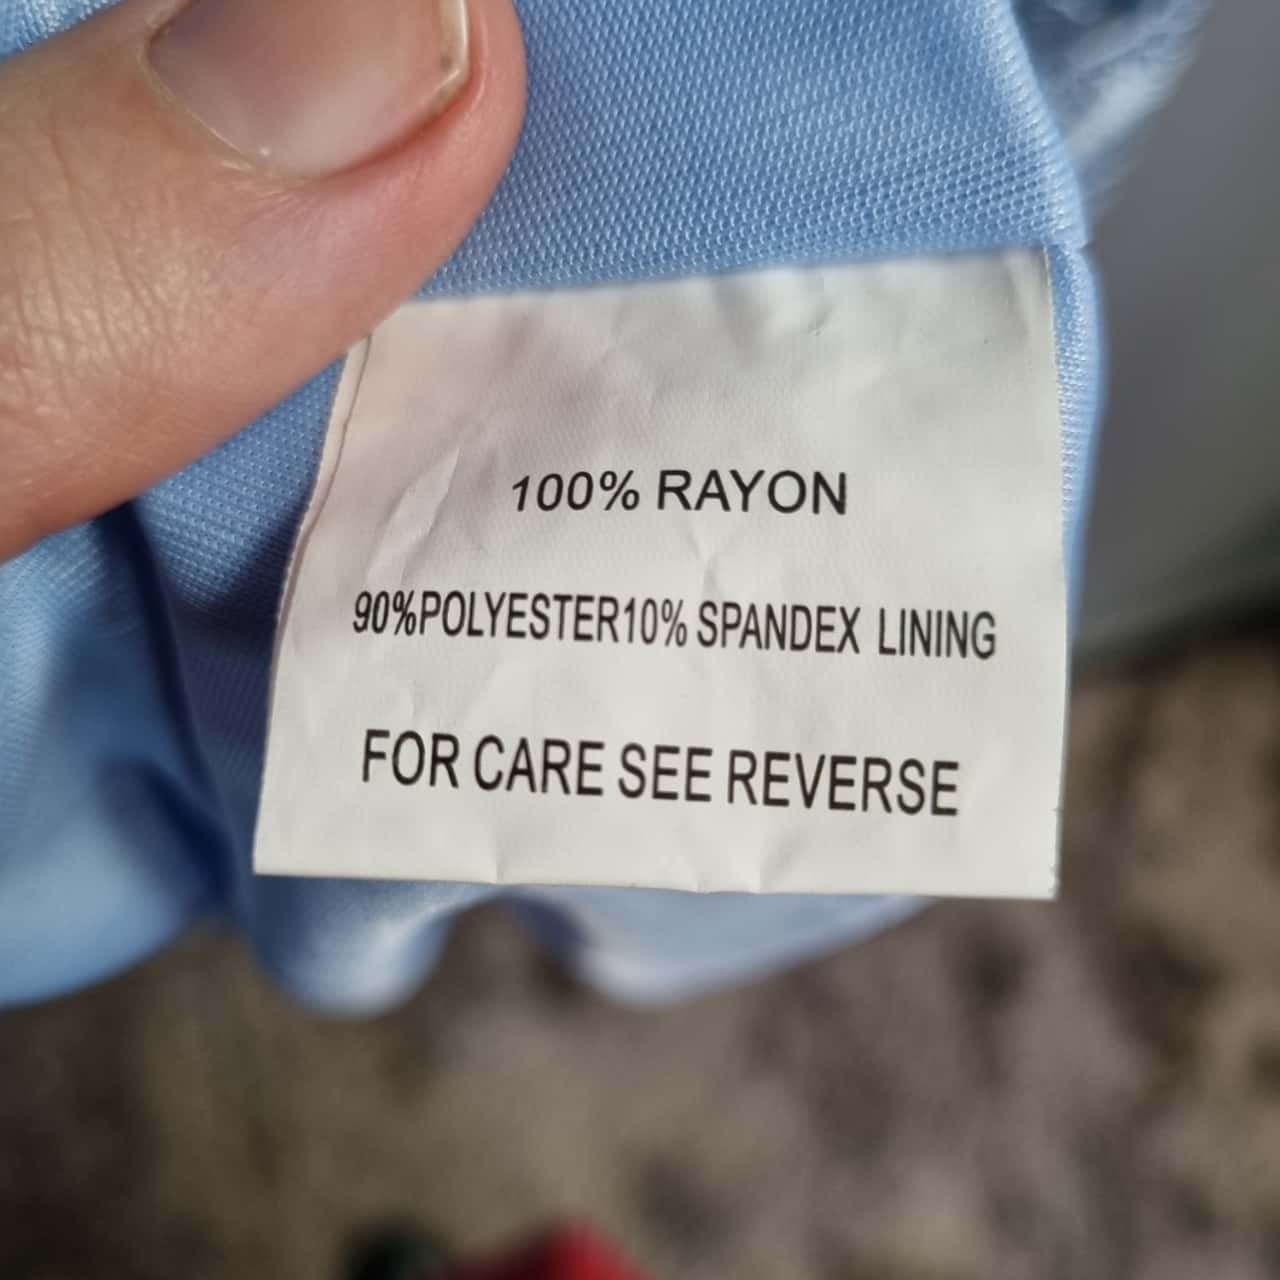 100% RAYON
90%POLYESTER10% SPANDEX LINING
FOR CARE SEE REVERSE